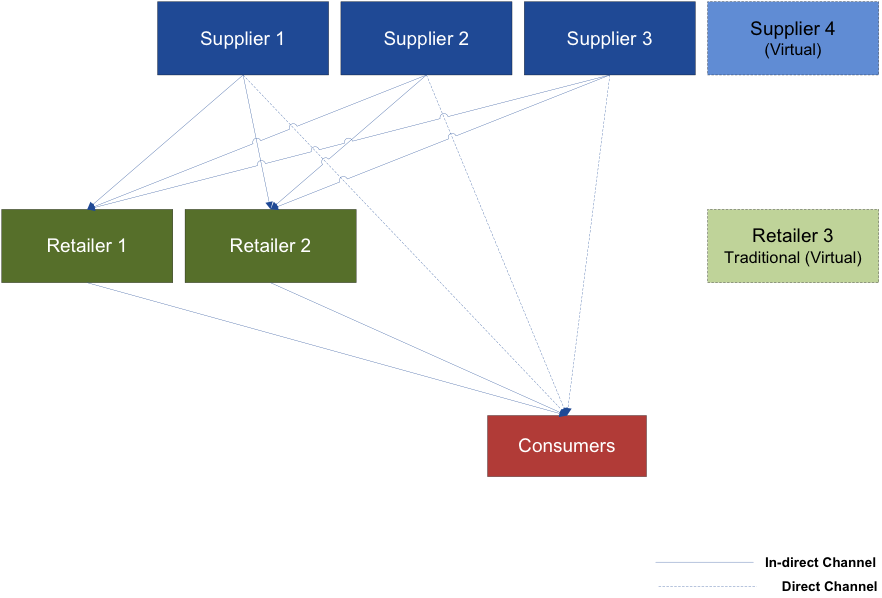 Supplier 1
Supplier 2
Supplier 3
Supplier 4
(Virtual)
Retailer 1
Retailer 2
Retailer 3
Traditional (Virtual)
Consumers
In-direct Channel
Direct Channel